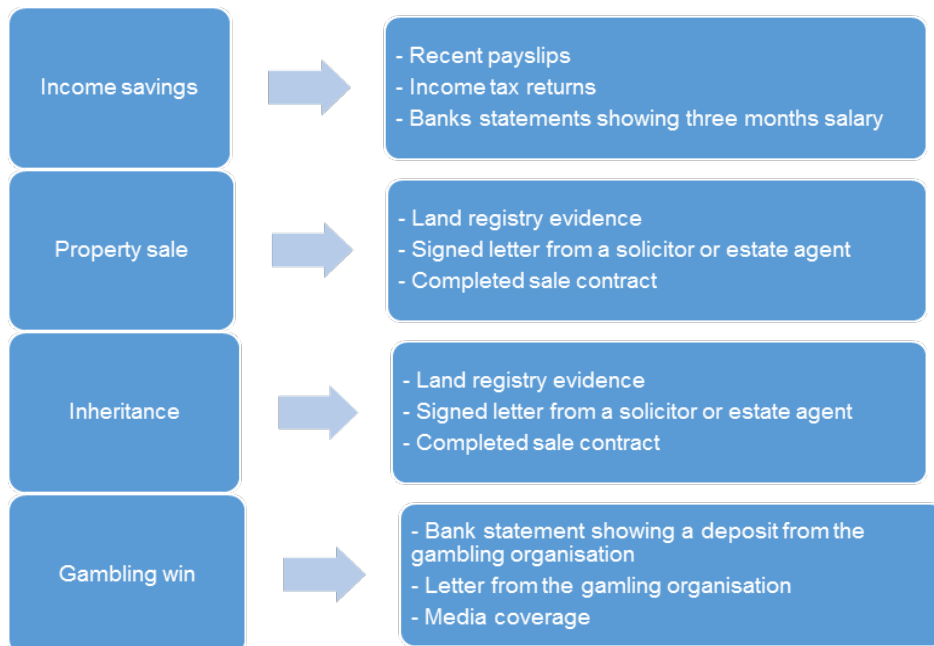 Income savings
- Recent payslips
- Income tax returns
- Banks statements showing three months salary
Property sale
- Land registry evidence
- Signed letter from a solicitor or estate agent
- Completed sale contract
Inheritance
- Land registry evidence
- Signed letter from a solicitor or estate agent
- Completed sale contract
Gambling win
- Bank statement showing a deposit from the
gambling organisation
- Letter from the gamling organisation
- Media coverage